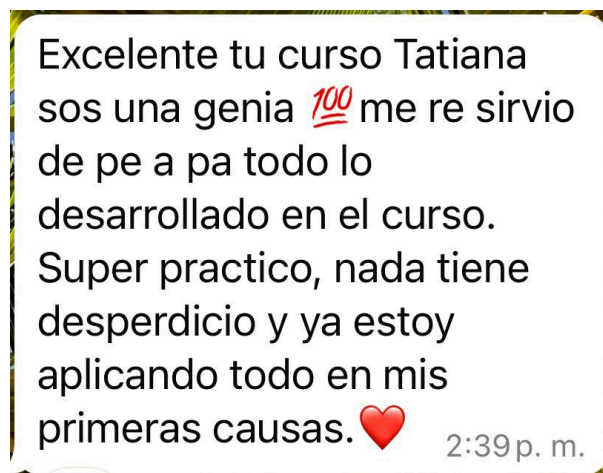 Excelente tu curso Tatiana
sos una genia 💯 me re sirvio
de pe a pa todo lo
desarrollado en el curso.
Super practico, nada tiene
desperdicio y ya estoy
aplicando todo en mis
primeras causas.❤️
2:39 p. m.